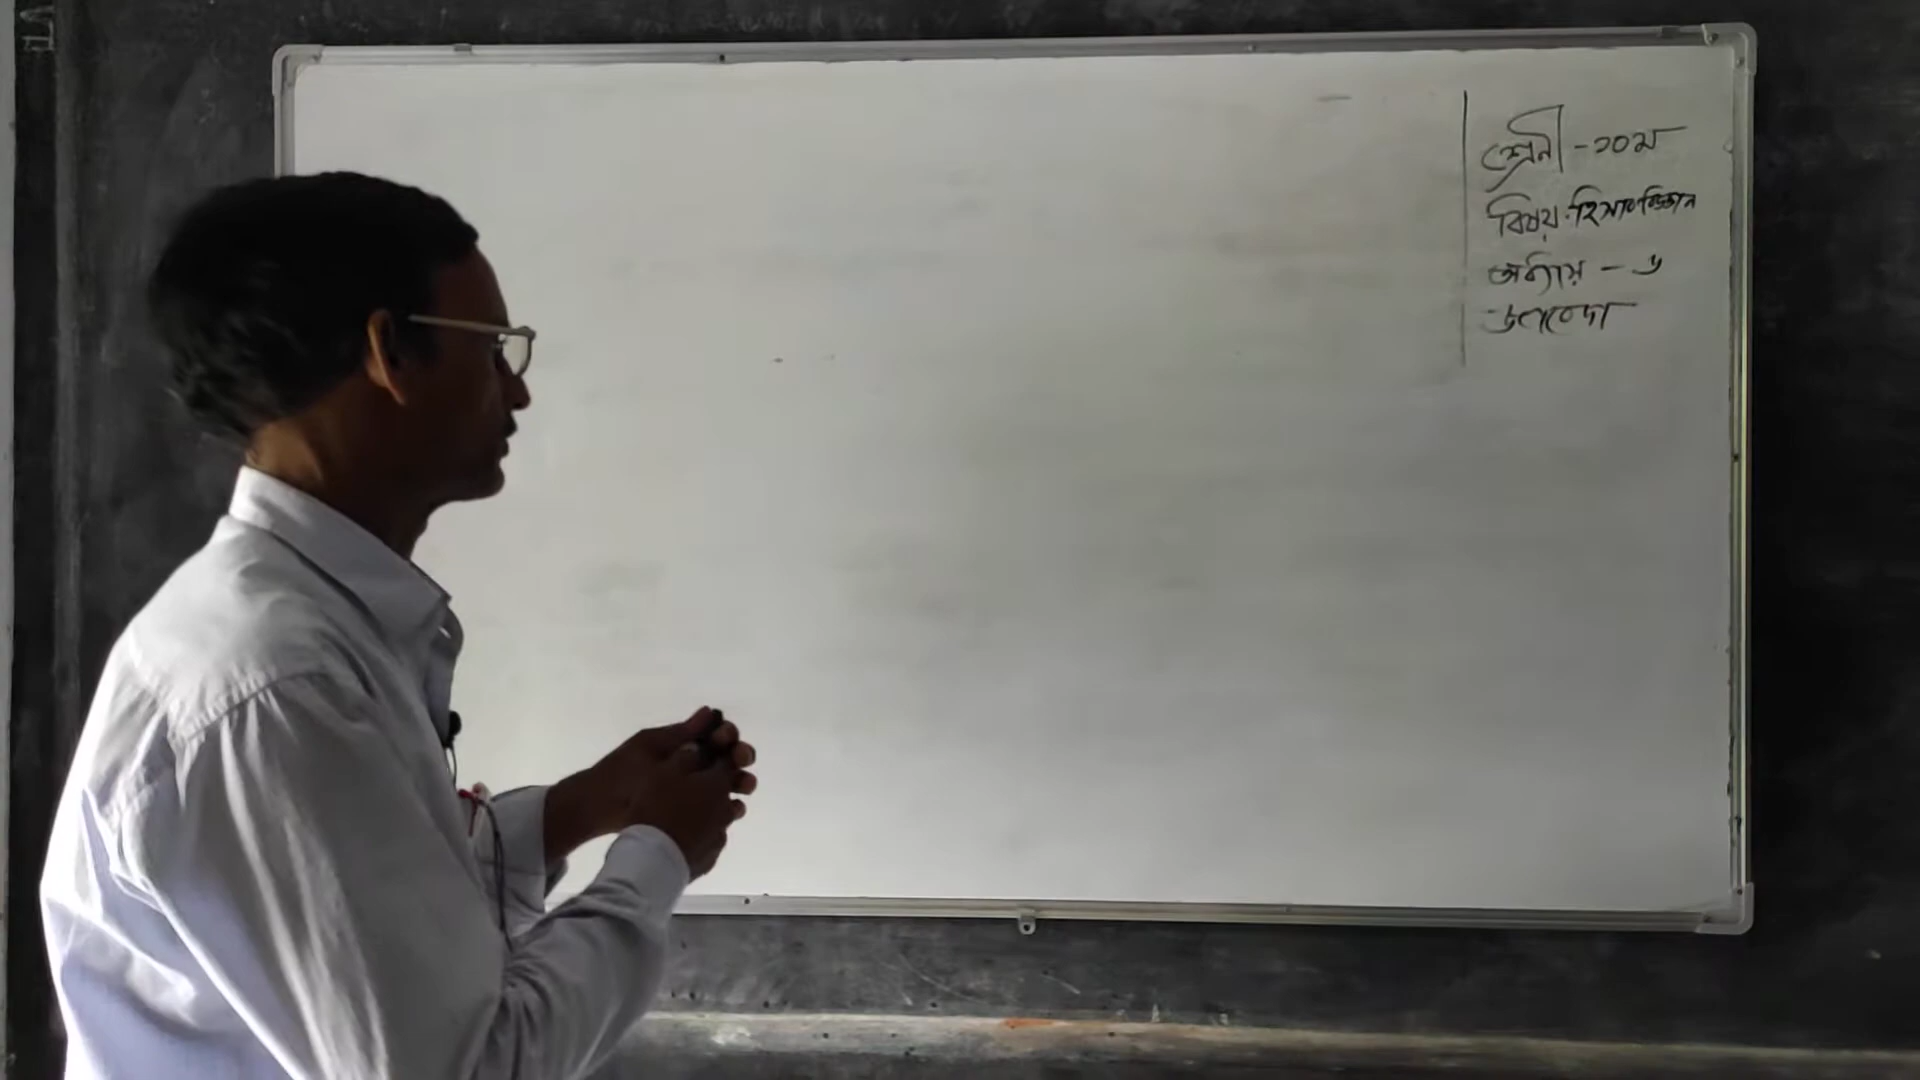 শ্রেনী - ১০ম
বিষয়: হিসাববিজ্ঞান
অধ্যায় - ৬
জাবেদা